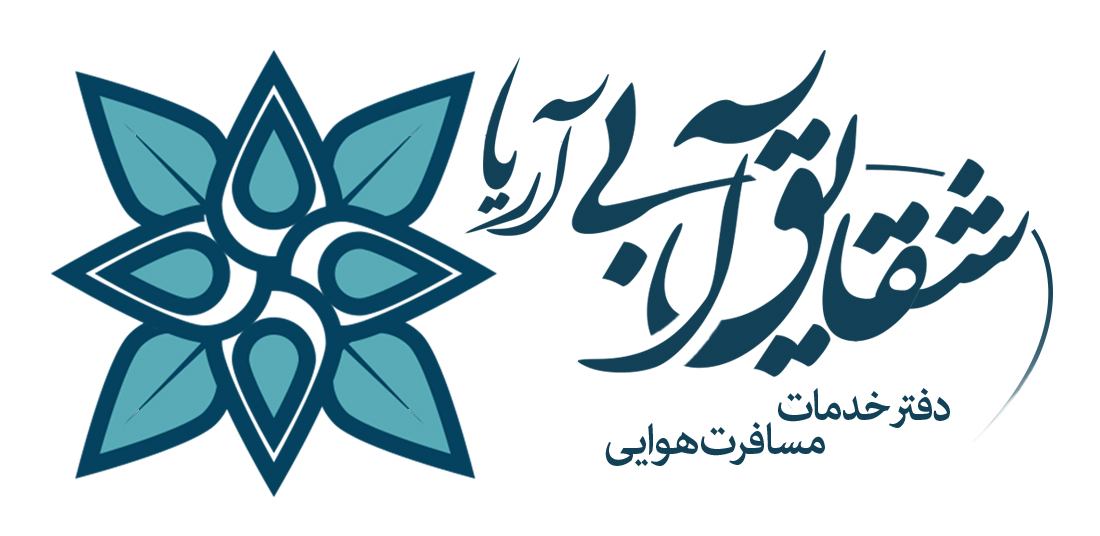 شقایق آبی آریا
دفتر خدمات
مسافرت هوایی